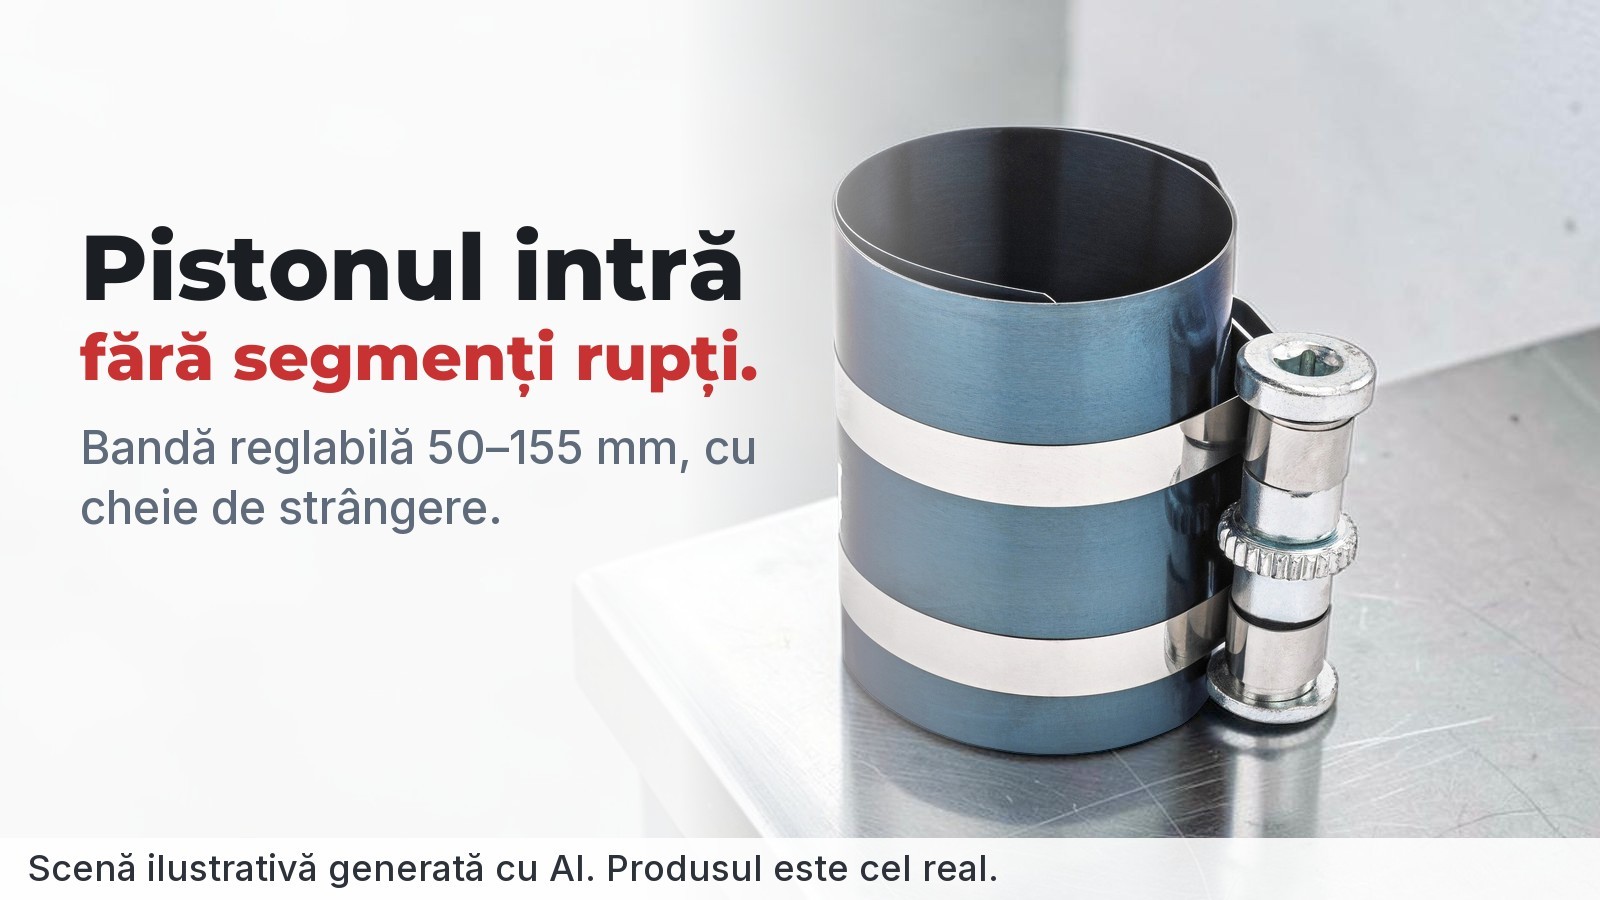 Pistonul intră
fără segmenți rupți.
Bandă reglabilă 50–155 mm, cu
cheie de strângere.
Scenă ilustrativă generată cu AI. Produsul este cel real.